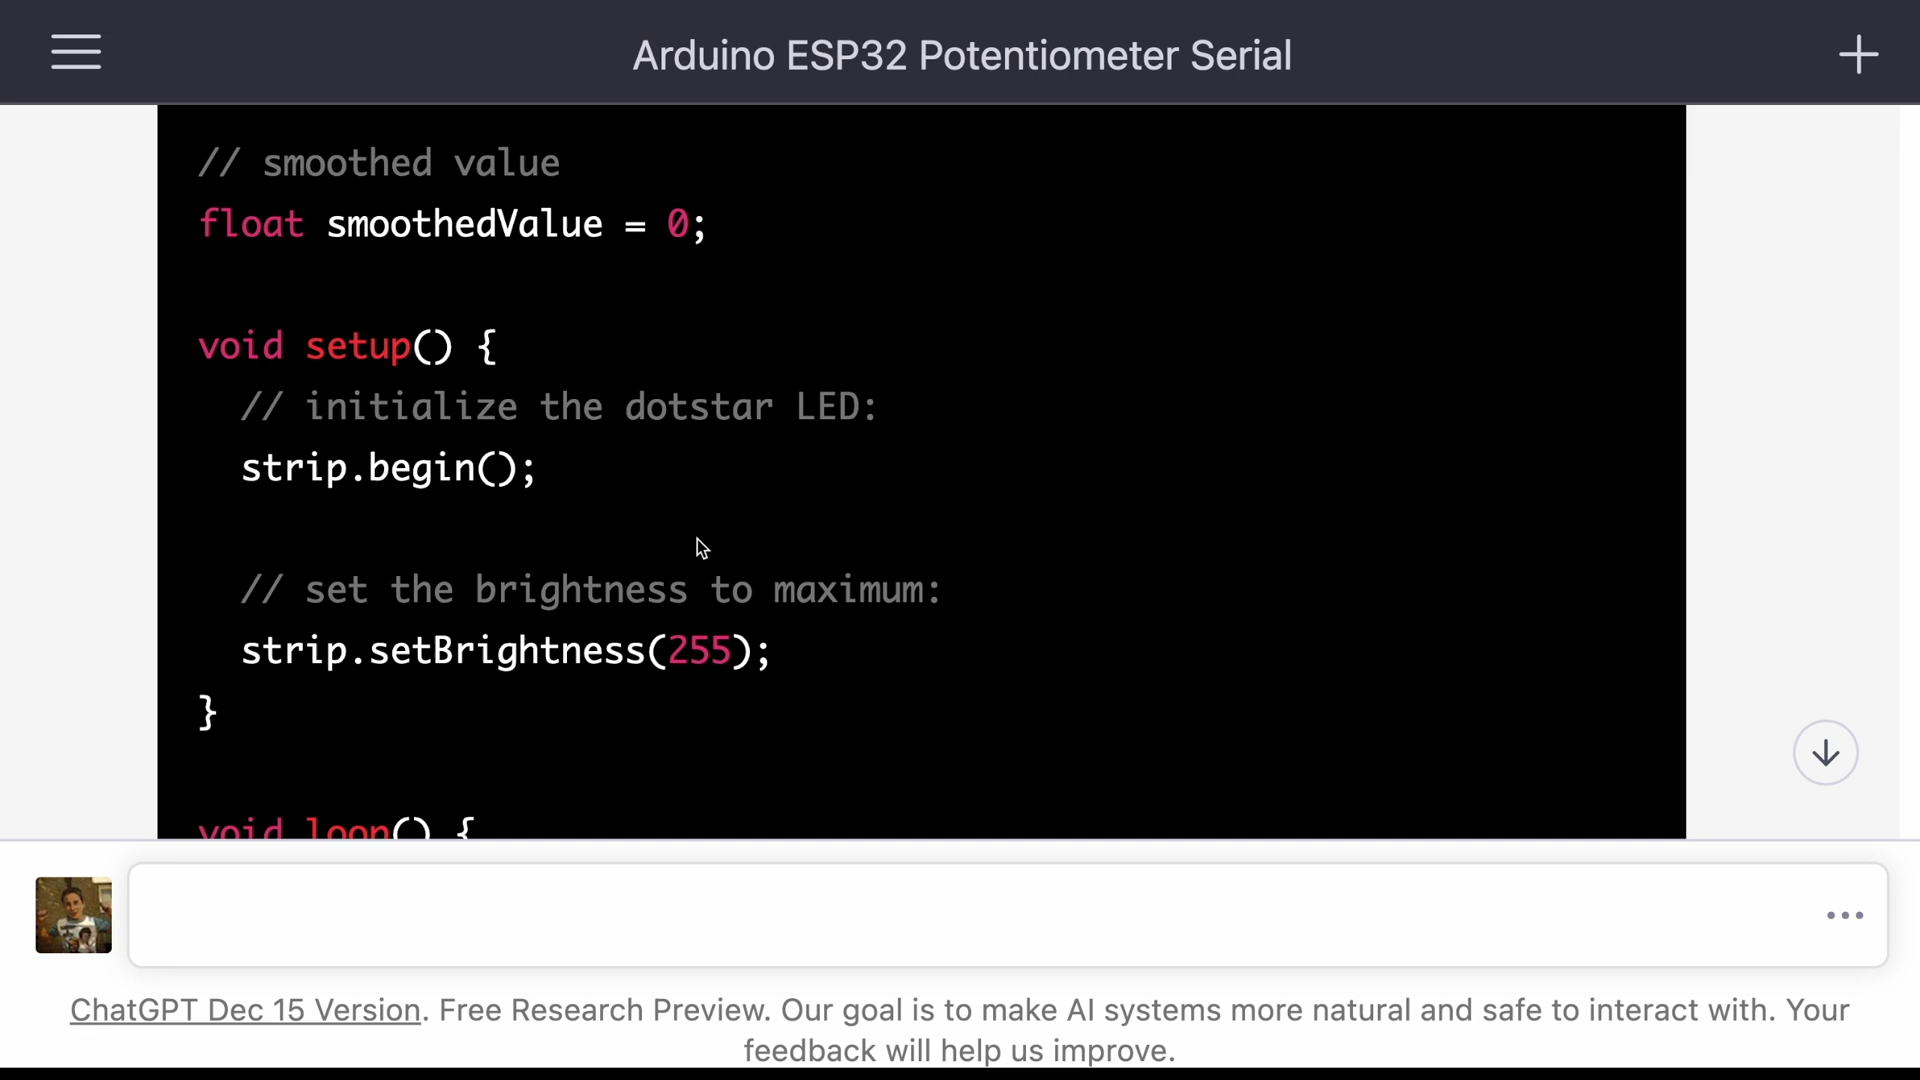 Arduino ESP32 Potentiometer Serial
// smoothed value
float smoothedValue = 0;
void setup() {
// initialize the dotstar LED:
strip.begin();
// set the brightness to maximum:
strip.setBrightness(255);
}
void loop() {
ChatGPT Dec 15 Version. Free Research Preview. Our goal is to make AI systems more natural and safe to interact with. Your
feedback will help us improve.